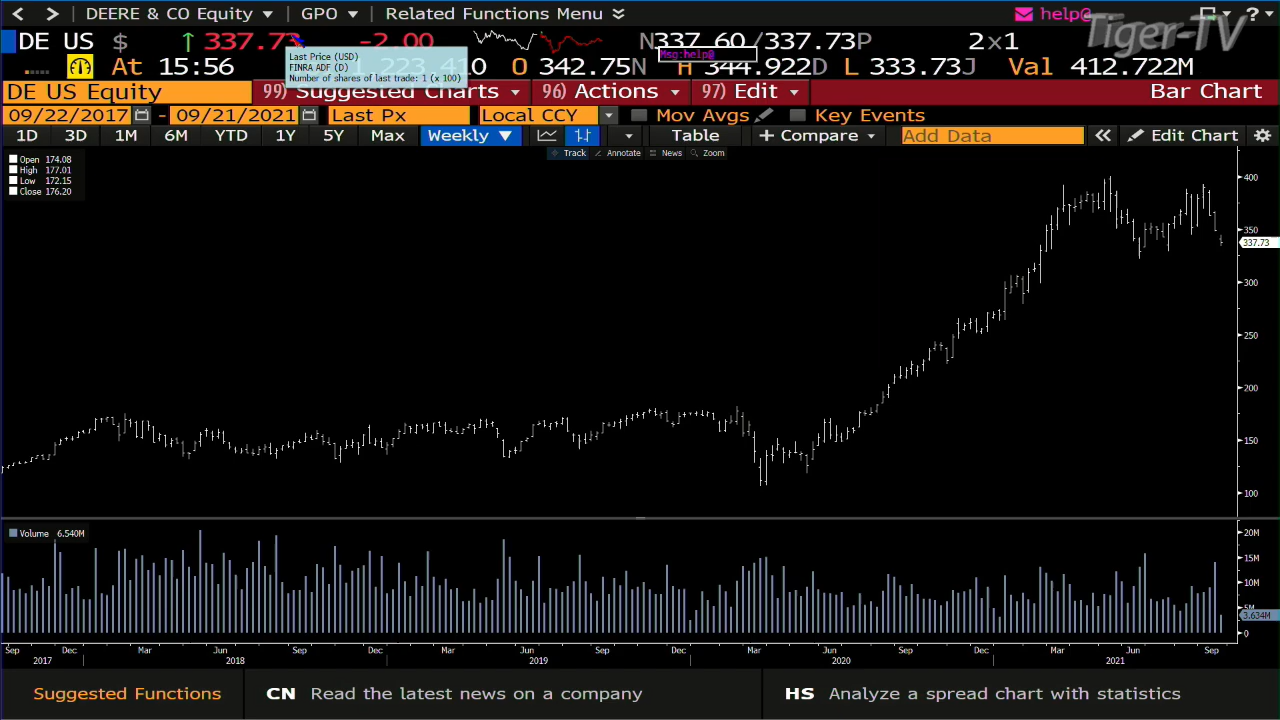 DEERE & CO Equity GPO Related Functions Menu help@ ?
Tiger-TV
DE US $ ↑ 337.73 -2.00 N337.60/337.73P 2x1
Msg:help@
Last Price (USD)
FINRA ADF (D)
Number of shares of last trade: 1 (x 100)
At 15:56 223,410 O 342.75N H 344.922D L 333.73J Val 412.722M
DE US Equity 99) Suggested Charts 96) Actions 97) Edit Bar Chart
09/22/2017 - 09/21/2021 Last Px Local CCY Mov Avgs Key Events
1D 3D 1M 6M YTD 1Y 5Y Max Weekly Table + Compare Add Data Edit Chart
Track Annotate News Zoom
Open 174.08
High 177.01
Low 172.15
Close 176.20
400
350
337.73
300
250
200
150
100
Volume 6.540M
20M
15M
10M
5M
3.634M
0
Sep Dec Mar Jun Sep Dec Mar Jun Sep Dec Mar Jun Sep Dec Mar Jun Sep
2017 2018 2019 2020 2021
Suggested Functions CN Read the latest news on a company HS Analyze a spread chart with statistics